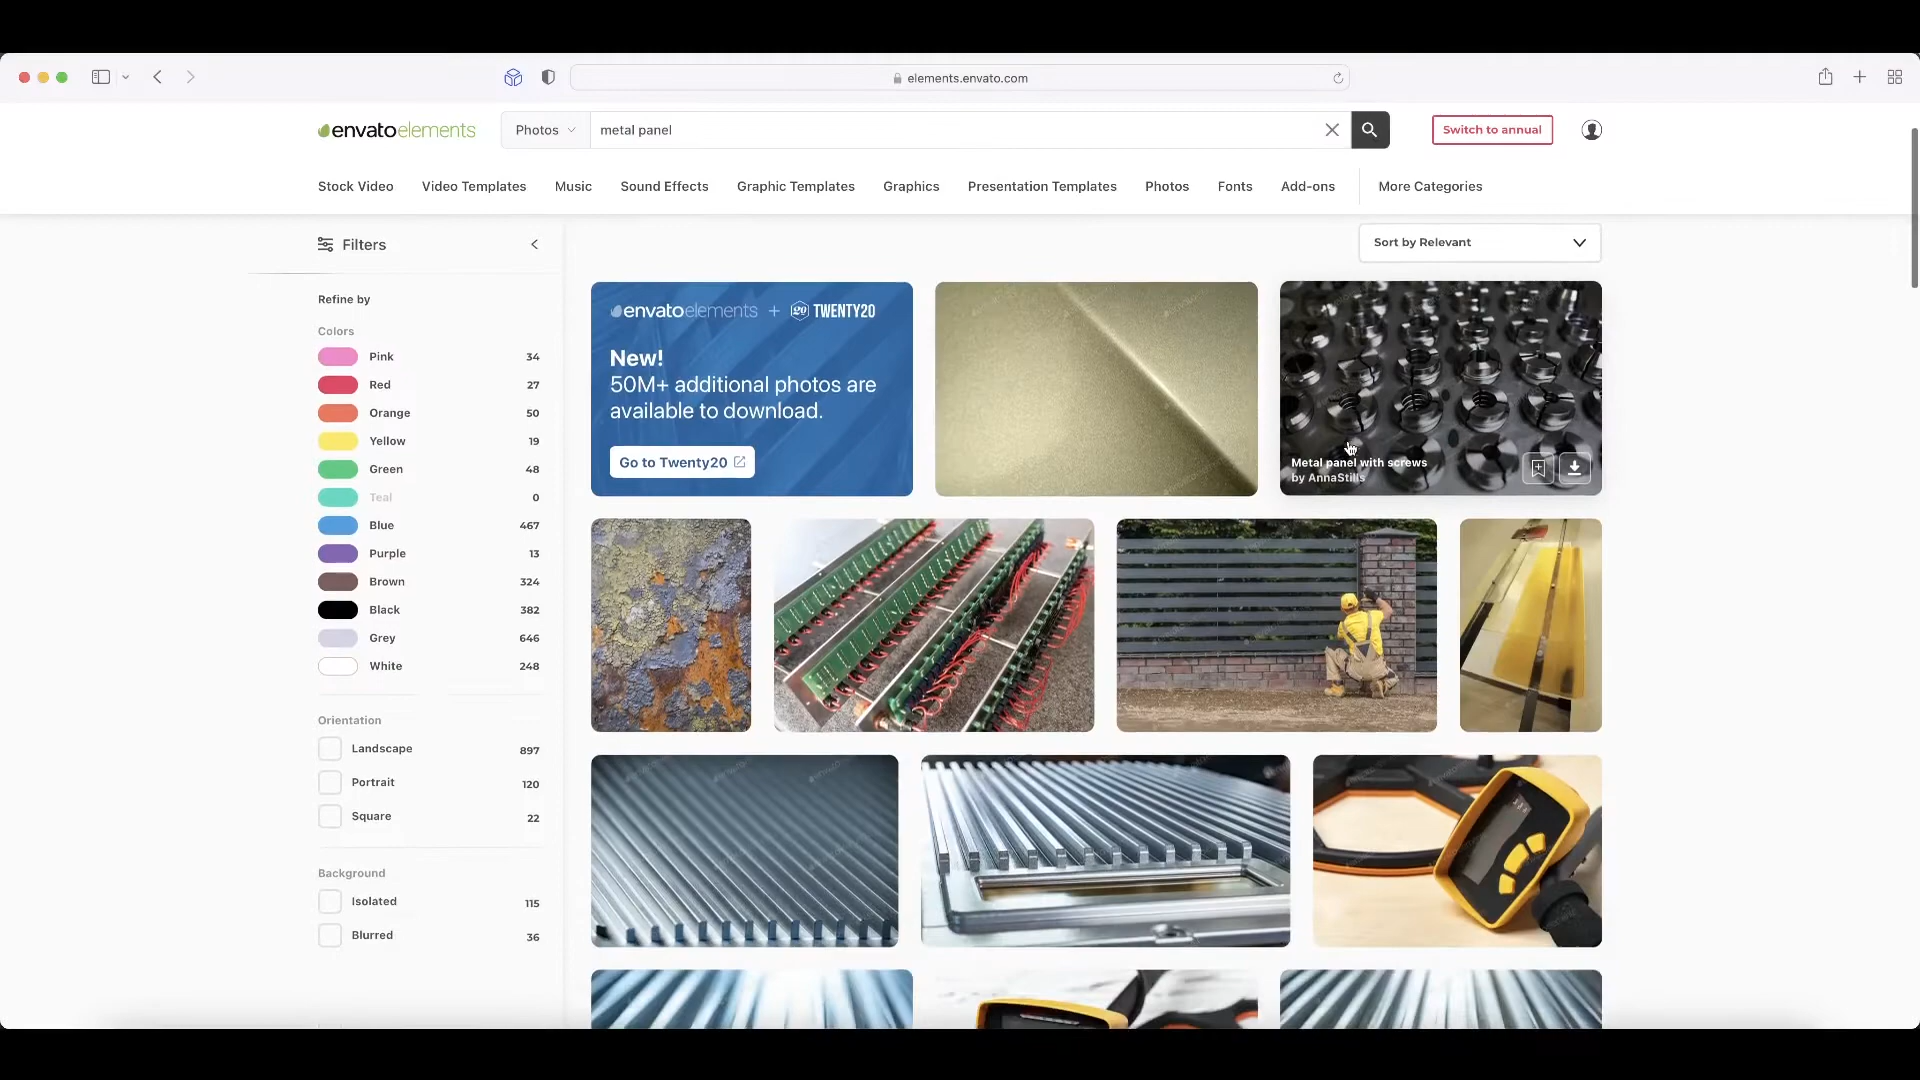 elements.envato.com
envatoelements
Photos
metal panel
Switch to annual
Stock Video
Video Templates
Music
Sound Effects
Graphic Templates
Graphics
Presentation Templates
Photos
Fonts
Add-ons
More Categories
Filters
Sort by Relevant
Refine by
Colors
Pink 34
Red 27
Orange 50
Yellow 19
Green 48
Teal 0
Blue 467
Purple 13
Brown 324
Black 382
Grey 646
White 248
Orientation
Landscape 897
Portrait 120
Square 22
Background
Isolated 115
Blurred 36
envatoelements + 20 TWENTY20
New!
50M+ additional photos are
available to download.
Go to Twenty20
Metal panel with screws
by AnnaStills